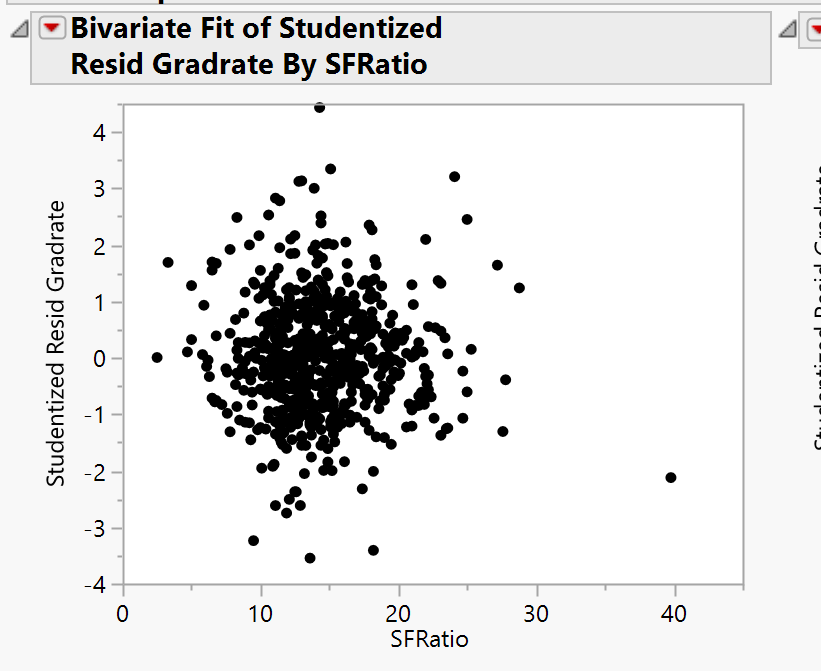 Bivariate Fit of Studentized
Resid Gradrate By SFRatio
Studentized Resid Gradrate
4
3
2
1
0
-1
-2
-3
-4
0 10 20 30 40
SFRatio